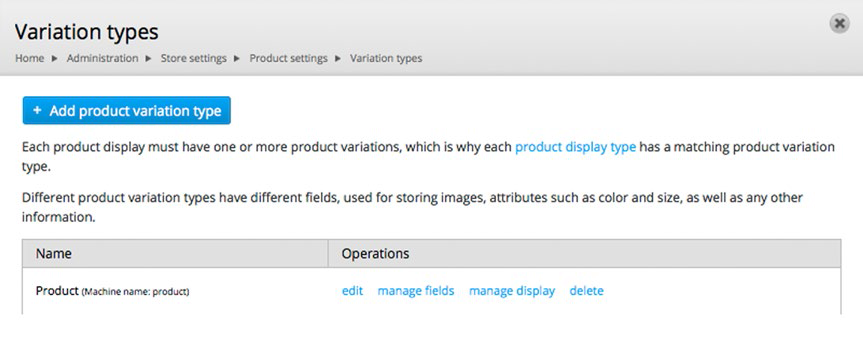 Variation types
Home ▸ Administration ▸ Store settings ▸ Product settings ▸ Variation types
+ Add product variation type
Each product display must have one or more product variations, which is why each product display type has a matching product variation
type.
Different product variation types have different fields, used for storing images, attributes such as color and size, as well as any other
information.
Name Operations
Product (Machine name: product) edit manage fields manage display delete